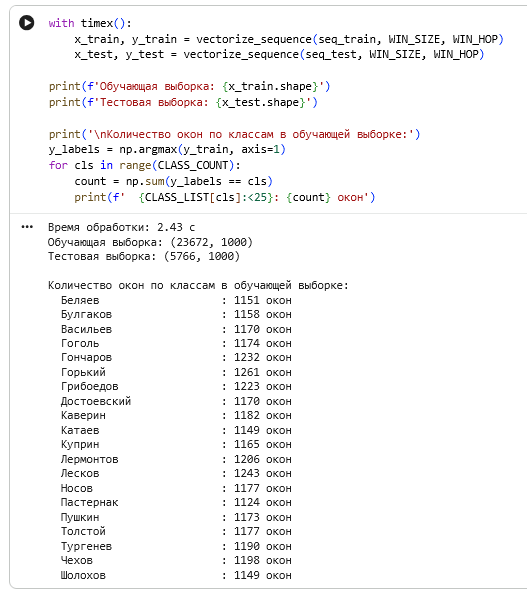 with timex():
    x_train, y_train = vectorize_sequence(seq_train, WIN_SIZE, WIN_HOP)
    x_test, y_test = vectorize_sequence(seq_test, WIN_SIZE, WIN_HOP)

print(f'Обучающая выборка: {x_train.shape}')
print(f'Тестовая выборка: {x_test.shape}')

print('\nКоличество окон по классам в обучающей выборке:')
y_labels = np.argmax(y_train, axis=1)
for cls in range(CLASS_COUNT):
    count = np.sum(y_labels == cls)
    print(f'  {CLASS_LIST[cls]:<25}: {count} окон')

Время обработки: 2.43 с
Обучающая выборка: (23672, 1000)
Тестовая выборка: (5766, 1000)

Количество окон по классам в обучающей выборке:
  Беляев                   : 1151 окон
  Булгаков                 : 1158 окон
  Васильев                 : 1170 окон
  Гоголь                   : 1174 окон
  Гончаров                 : 1232 окон
  Горький                  : 1261 окон
  Грибоедов                : 1223 окон
  Достоевский              : 1170 окон
  Каверин                  : 1182 окон
  Катаев                   : 1149 окон
  Куприн                   : 1165 окон
  Лермонтов                : 1206 окон
  Лесков                   : 1243 окон
  Носов                    : 1177 окон
  Пастернак                : 1124 окон
  Пушкин                   : 1173 окон
  Толстой                  : 1177 окон
  Тургенев                 : 1190 окон
  Чехов                    : 1198 окон
  Шолохов                  : 1149 окон